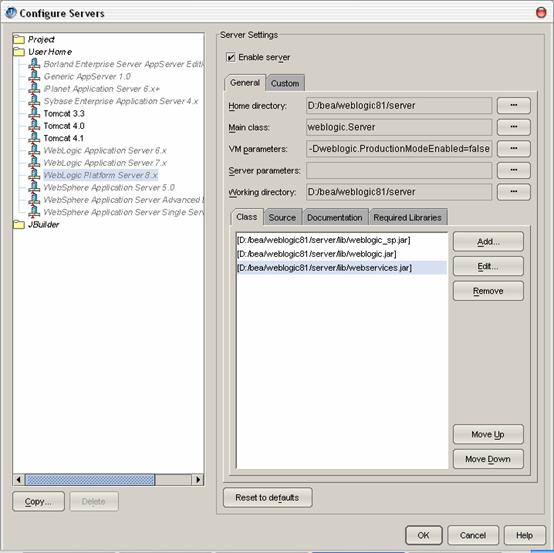 Configure Servers
Project
User Home
Borland Enterprise Server AppServer Editi
Generic AppServer 1.0
iPlanet Application Server 6.x+
Sybase Enterprise Application Server 4.x
Tomcat 3.3
Tomcat 4.0
Tomcat 4.1
WebLogic Application Server 6.x
WebLogic Application Server 7.x
WebLogic Platform Server 8.x
WebSphere Application Server 5.0
WebSphere Application Server Advanced E
WebSphere Application Server Single Serv
JBuilder
Copy...
Delete
Server Settings
Enable server
General
Custom
Home directory:
D:/bea/weblogic81/server
...
Main class:
weblogic.Server
...
VM parameters:
-Dweblogic.ProductionModeEnabled=false
...
Server parameters:
...
Working directory:
D:/bea/weblogic81/server
...
Class
Source
Documentation
Required Libraries
[D:/bea/weblogic81/server/lib/weblogic_sp.jar]
[D:/bea/weblogic81/server/lib/weblogic.jar]
[D:/bea/weblogic81/server/lib/webservices.jar]
Add...
Edit...
Remove
Move Up
Move Down
Reset to defaults
OK
Cancel
Help